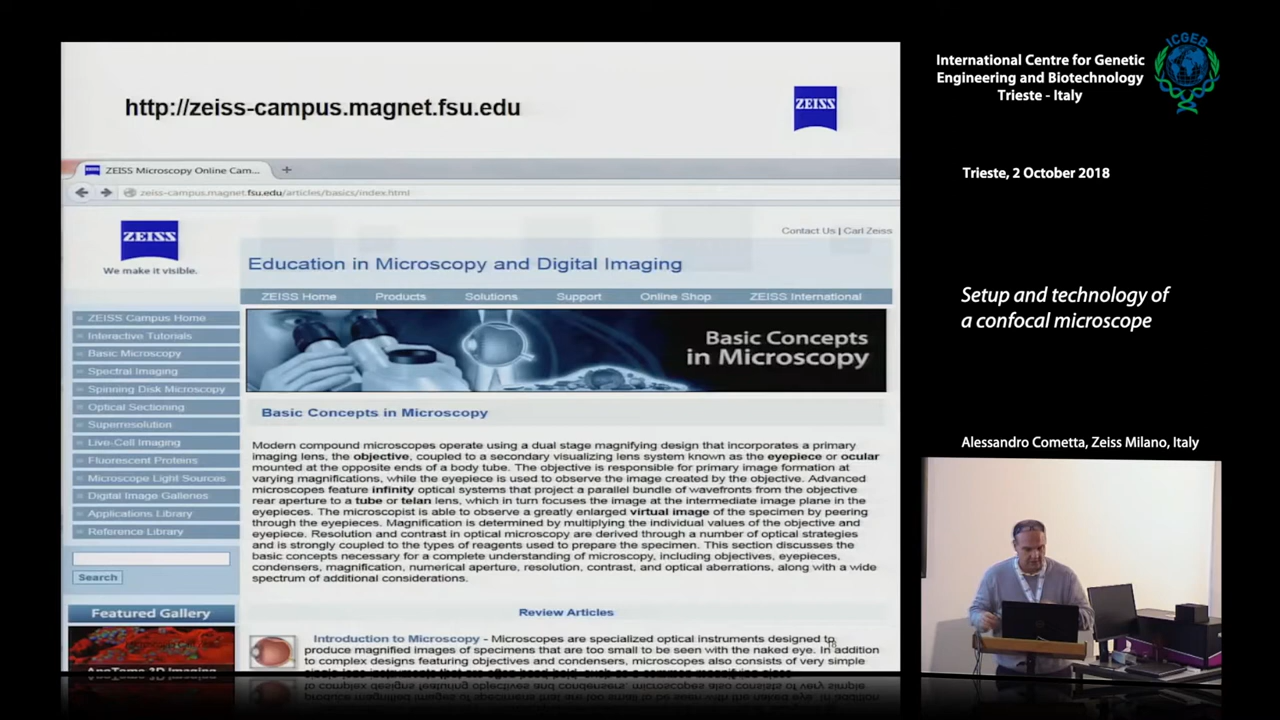 http://zeiss-campus.magnet.fsu.edu
ZEISS
ZEISS Microscopy Online Cam...
zeiss-campus.magnet.fsu.edu/articles/basics/index.html
ZEISS
We make it visible.
Contact Us | Carl Zeiss
Education in Microscopy and Digital Imaging
ZEISS Home Products Solutions Support Online Shop ZEISS International
ZEISS Campus Home
Interactive Tutorials
Basic Microscopy
Spectral Imaging
Spinning Disk Microscopy
Optical Sectioning
Superresolution
Live-Cell Imaging
Fluorescent Proteins
Microscope Light Sources
Digital Image Galleries
Applications Library
Reference Library
Search
Featured Gallery
ApoTome 3D Imaging
Basic Concepts
in Microscopy
Basic Concepts in Microscopy
Modern compound microscopes operate using a dual stage magnifying design that incorporates a primary
imaging lens, the objective, coupled to a secondary visualizing lens system known as the eyepiece or ocular
mounted at the opposite ends of a body tube. The objective is responsible for primary image formation at
varying magnifications, while the eyepiece is used to observe the image created by the objective. Advanced
microscopes feature infinity optical systems that project a parallel bundle of wavefronts from the objective
rear aperture to a tube or telan lens, which in turn focuses the image at the intermediate image plane in the
eyepieces. The microscopist is able to observe a greatly enlarged virtual image of the specimen by peering
through the eyepieces. Magnification is determined by multiplying the individual values of the objective and
eyepiece. Resolution and contrast in optical microscopy are derived through a number of optical strategies
and is strongly coupled to the types of reagents used to prepare the specimen. This section discusses the
basic concepts necessary for a complete understanding of microscopy, including objectives, eyepieces,
condensers, magnification, numerical aperture, resolution, contrast, and optical aberrations, along with a wide
spectrum of additional considerations.
Review Articles
Introduction to Microscopy - Microscopes are specialized optical instruments designed to
produce magnified images of specimens that are too small to be seen with the naked eye. In addition
to complex designs featuring objectives and condensers, microscopes also consists of very simple
International Centre for Genetic
Engineering and Biotechnology
Trieste - Italy
ICGEB
Trieste, 2 October 2018
Setup and technology of
a confocal microscope
Alessandro Cometta, Zeiss Milano, Italy